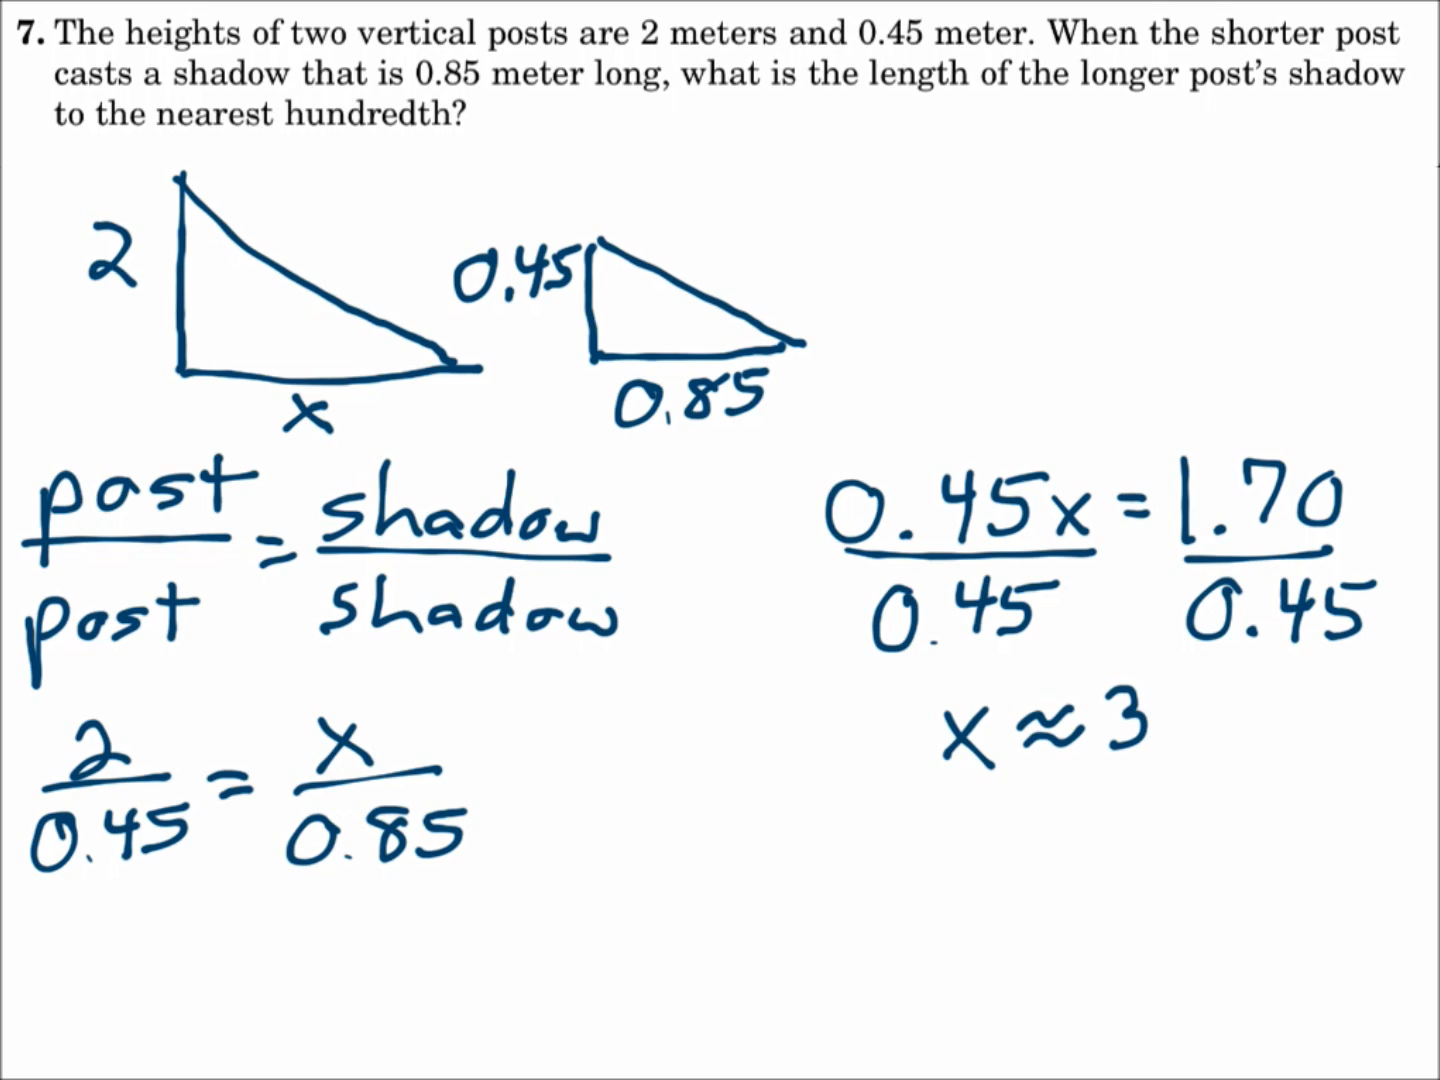 7. The heights of two vertical posts are 2 meters and 0.45 meter. When the shorter post
casts a shadow that is 0.85 meter long, what is the length of the longer post's shadow
to the nearest hundredth?
2
0.45
x
0.85
post = shadow
post shadow
2 = x
0.45 0.85
0.45x = 1.70
0.45 0.45
x ≈ 3